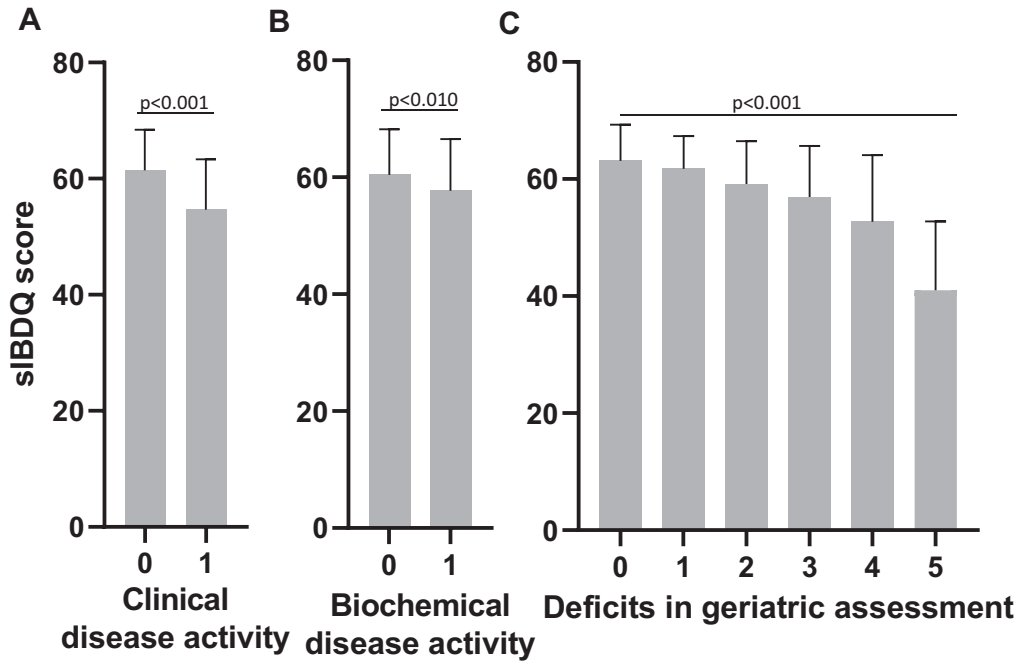 A
sIBDQ score
80
60
40
20
0
p<0.001
0 1
Clinical
disease activity
B
80
60
40
20
0
p<0.010
0 1
Biochemical
disease activity
C
80
60
40
20
0
p<0.001
0 1 2 3 4 5
Deficits in geriatric assessment